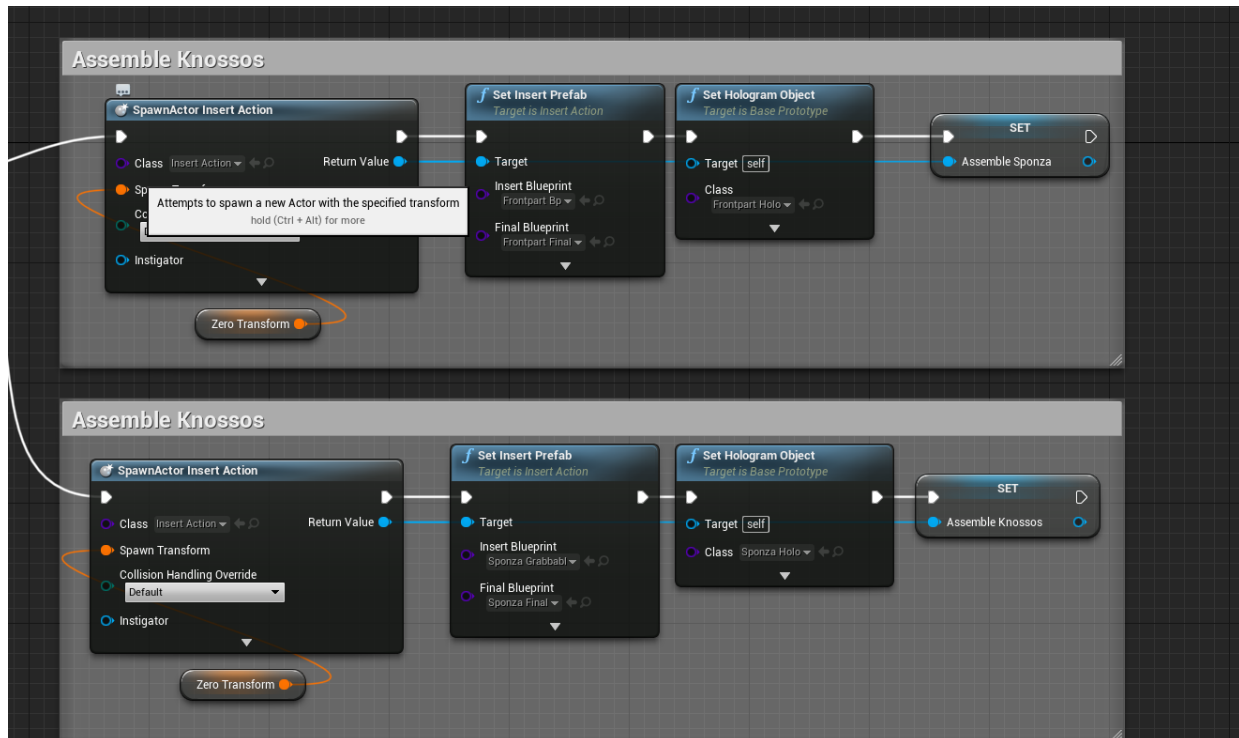 Assemble Knossos
SpawnActor Insert Action
Class Insert Action
Return Value
Attempts to spawn a new Actor with the specified transform
hold (Ctrl + Alt) for more
Instigator
Zero Transform
Set Insert Prefab
Target is Insert Action
Target
Insert Blueprint
Frontpart Bp
Final Blueprint
Frontpart Final
Set Hologram Object
Target is Base Prototype
Target self
Class
Frontpart Holo
SET
Assemble Sponza
Assemble Knossos
SpawnActor Insert Action
Class Insert Action
Return Value
Spawn Transform
Collision Handling Override
Default
Instigator
Zero Transform
Set Insert Prefab
Target is Insert Action
Target
Insert Blueprint
Sponza Grabbabl
Final Blueprint
Sponza Final
Set Hologram Object
Target is Base Prototype
Target self
Class Sponza Holo
SET
Assemble Knossos